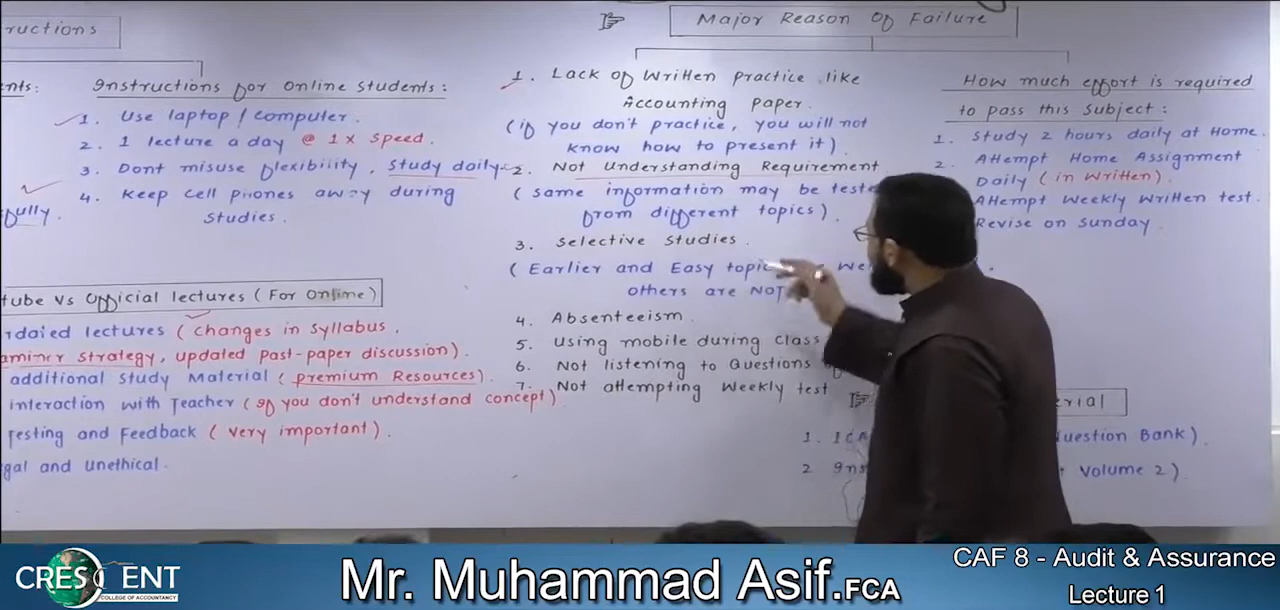 ructions
ents:
fully.
Instructions for Online Students:
1. Use laptop / computer.
2. 1 lecture a day @ 1x speed.
3. Dont misuse flexibility, study daily
4. Keep cell phones away during
studies.
tube Vs Official lectures (For Online)
rdaied lectures (changes in syllabus,
aminer strategy, updated past-paper discussion).
additional study Material (premium Resources).
interaction with Teacher (If you don't understand concept).
Testing and Feedback (very important).
gal and unethical.
Major Reason Of Failure
1. Lack of Written practice like
Accounting Paper.
(if you don't practice, you will not
know how to present it).
2. Not Understanding Requirement
(same information may be teste
from different topics).
3. Selective Studies.
(Earlier and Easy topic we
others are NOT
4. Absenteeism.
5. Using mobile during class
6. Not listening to Questions
7. Not attempting Weekly test
How much effort is required
to pass this subject:
1. Study 2 hours daily at Home.
2. Attempt Home Assignment
Daily (in written).
Attempt Weekly Written test.
Revise on Sunday.
erial
1. ICA uestion Bank).
2 Ins Volume 2)
CRESCENT
COLLEGE OF ACCOUNTANCY
Mr. Muhammad Asif.FCA
CAF 8 - Audit & Assurance
Lecture 1